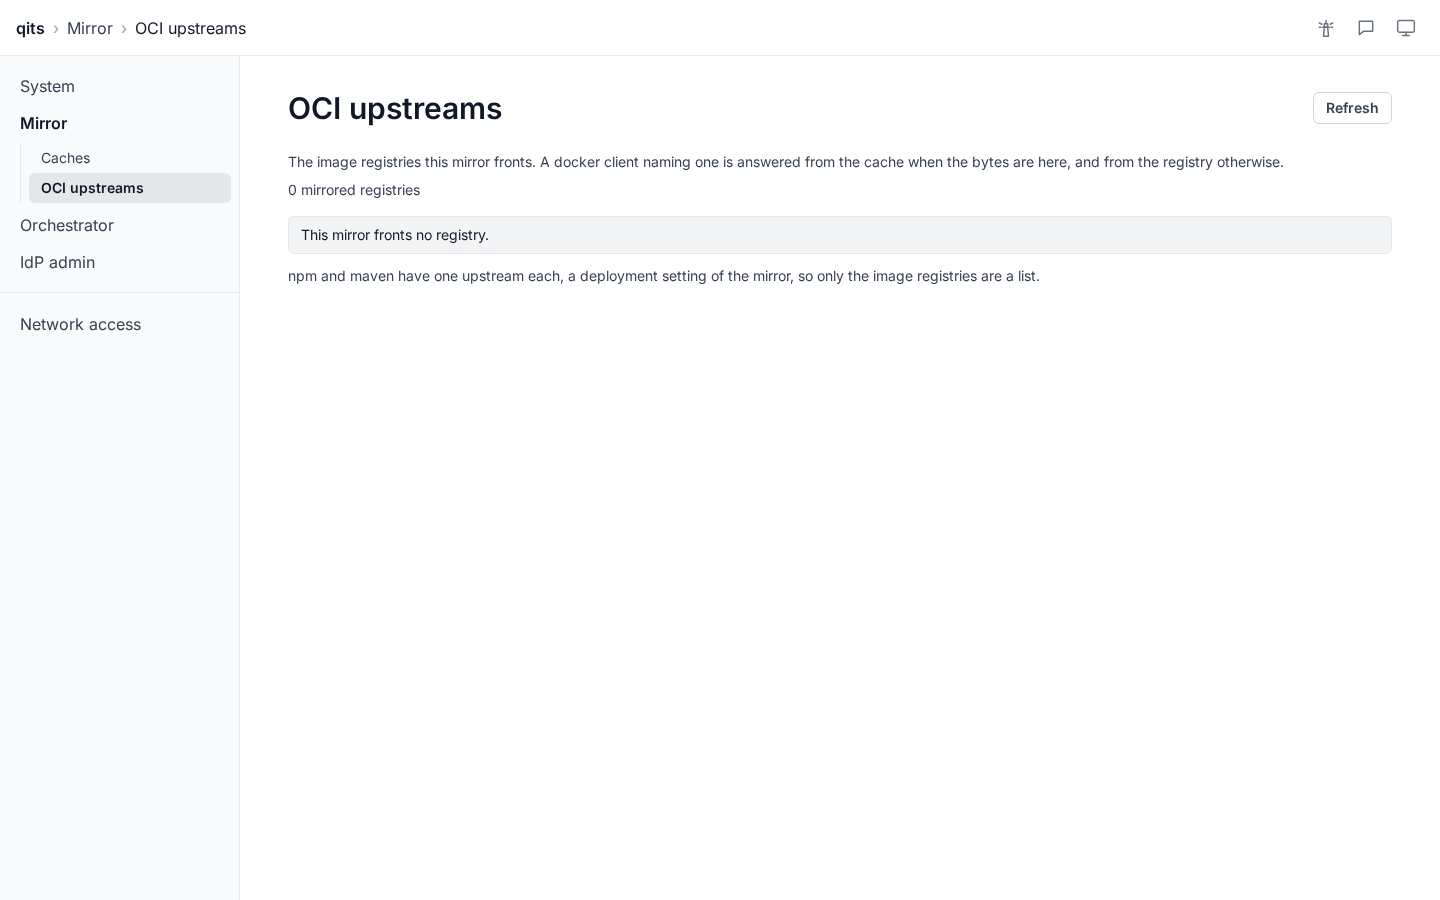 qits › Mirror › OCI upstreams
System
Mirror
Caches
OCI upstreams
Orchestrator
IdP admin
Network access
OCI upstreams
Refresh
The image registries this mirror fronts. A docker client naming one is answered from the cache when the bytes are here, and from the registry otherwise.
0 mirrored registries
This mirror fronts no registry.
npm and maven have one upstream each, a deployment setting of the mirror, so only the image registries are a list.